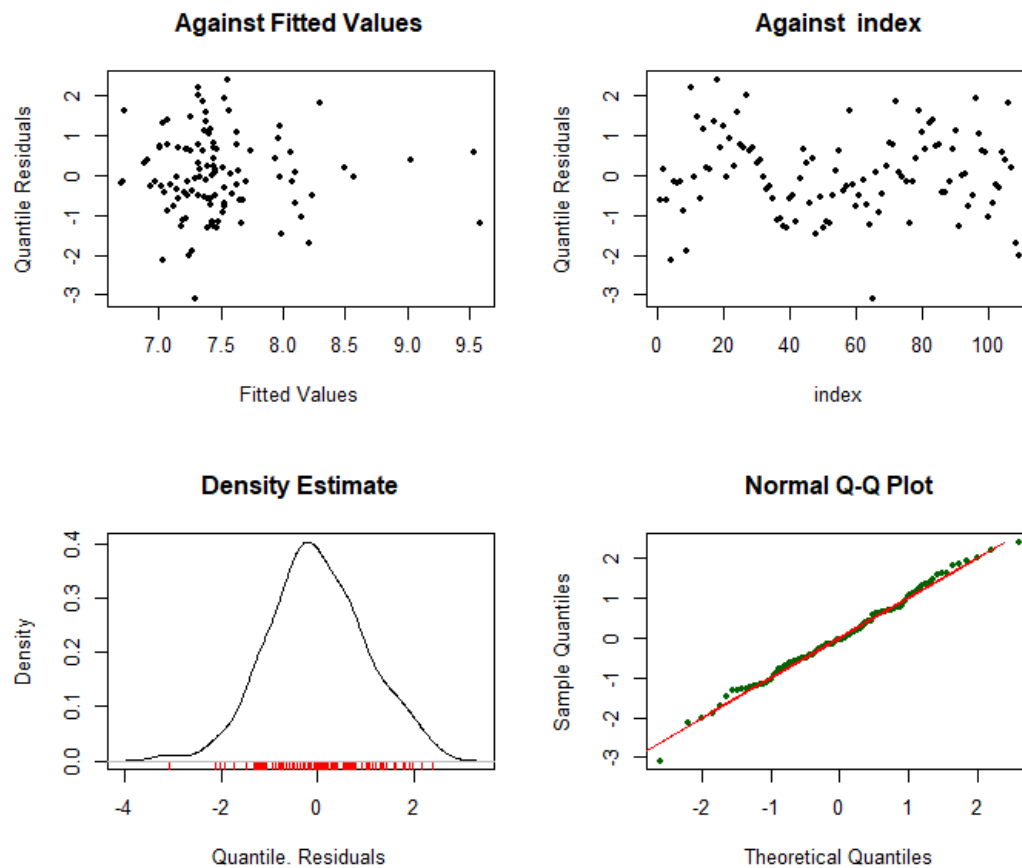 Against Fitted Values
Quantile Residuals
2
1
0
-1
-2
-3
7.0 7.5 8.0 8.5 9.0 9.5
Fitted Values
Against index
Quantile Residuals
2
1
0
-1
-2
-3
0 20 40 60 80 100
index
Density Estimate
Density
0.4
0.3
0.2
0.1
0.0
-4 -2 0 2
Quantile. Residuals
Normal Q-Q Plot
Sample Quantiles
2
1
0
-1
-2
-3
-2 -1 0 1 2
Theoretical Quantiles